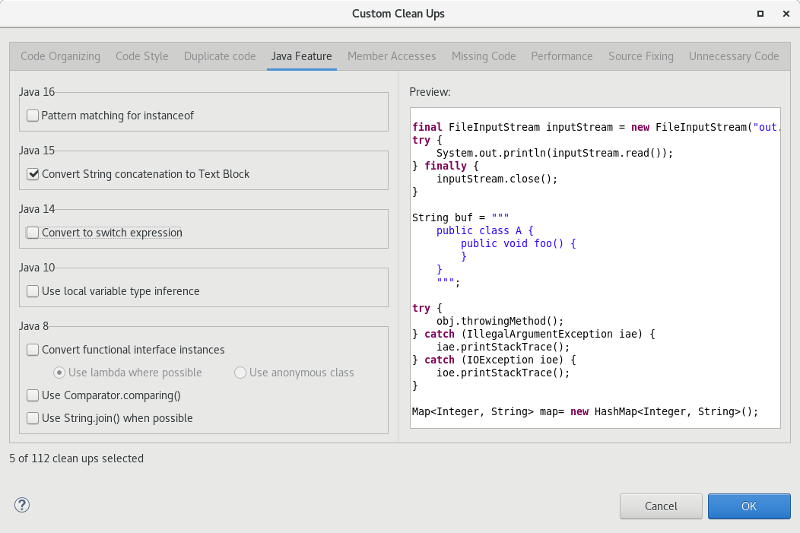 Custom Clean Ups
Code Organizing Code Style Duplicate code Java Feature Member Accesses Missing Code Performance Source Fixing Unnecessary Code
Java 16
Pattern matching for instanceof
Java 15
Convert String concatenation to Text Block
Java 14
Convert to switch expression
Java 10
Use local variable type inference
Java 8
Convert functional interface instances
Use lambda where possible Use anonymous class
Use Comparator.comparing()
Use String.join() when possible
Preview:
final FileInputStream inputStream = new FileInputStream("out.
try {
    System.out.println(inputStream.read());
} finally {
    inputStream.close();
}
String buf = """
    public class A {
        public void foo() {
        }
    }
    """;
try {
    obj.throwingMethod();
} catch (IllegalArgumentException iae) {
    iae.printStackTrace();
} catch (IOException ioe) {
    ioe.printStackTrace();
}
Map<Integer, String> map= new HashMap<Integer, String>();
5 of 112 clean ups selected
?
Cancel OK